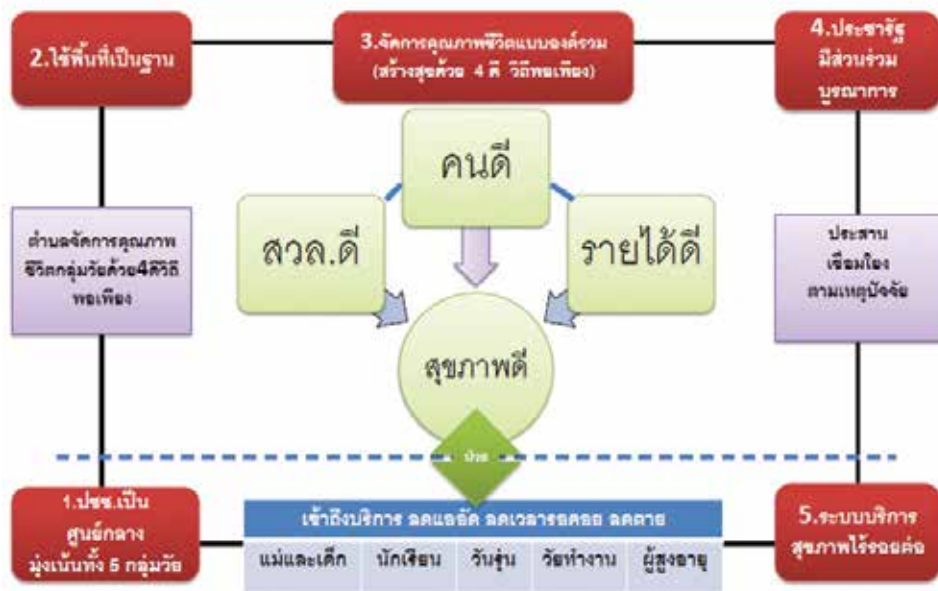 2.ใช้พื้นที่เป็นฐาน
3.จัดการคุณภาพชีวิตแบบองค์รวม
(สร้างสุขด้วย 4 ดี วิถีพอเพียง)
4.ประชารัฐ
มีส่วนร่วม
บูรณาการ
คนดี
สวล.ดี
รายได้ดี
ตำบลจัดการคุณภาพ
ชีวิตกลุ่มวัยด้วย4ดีวิถี
พอเพียง
ประสาน
เชื่อมโยง
ตามเหตุปัจจัย
สุขภาพดี
ป่วย
1.ปชช.เป็น
ศูนย์กลาง
มุ่งเน้นทั้ง 5 กลุ่มวัย
เข้าถึงบริการ ลดแออัด ลดเวลารอคอย ลดตาย
แม่และเด็ก นักเรียน วันรุ่น วัยทำงาน ผู้สูงอายุ
5.ระบบบริการ
สุขภาพไร้รอยต่อ